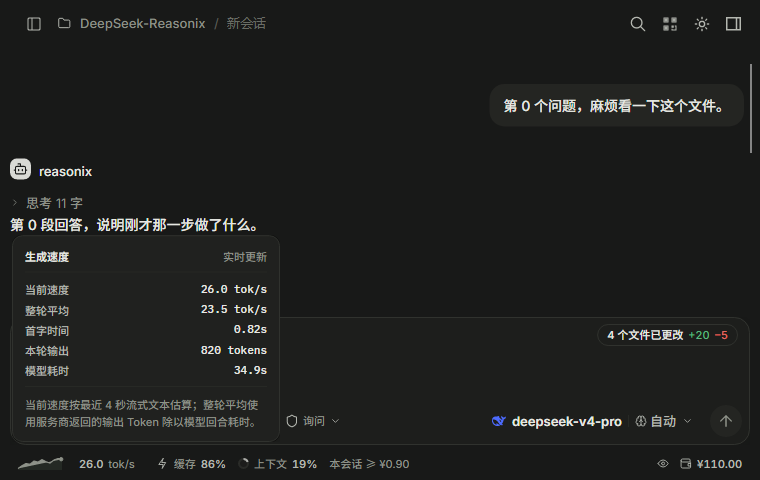 DeepSeek-Reasonix / 新会话
第 0 个问题，麻烦看一下这个文件。
reasonix
思考 11 字
第 0 段回答，说明刚才那一步做了什么。
生成速度 实时更新
当前速度 26.0 tok/s
整轮平均 23.5 tok/s
首字时间 0.82s
本轮输出 820 tokens
模型耗时 34.9s
当前速度按最近 4 秒流式文本估算；整轮平均使
用服务商返回的输出 Token 除以模型回合耗时。
4 个文件已更改 +20 −5
询问 deepseek-v4-pro 自动
26.0 tok/s 缓存 86% 上下文 19% 本会话 ≥ ¥0.90 ¥110.00